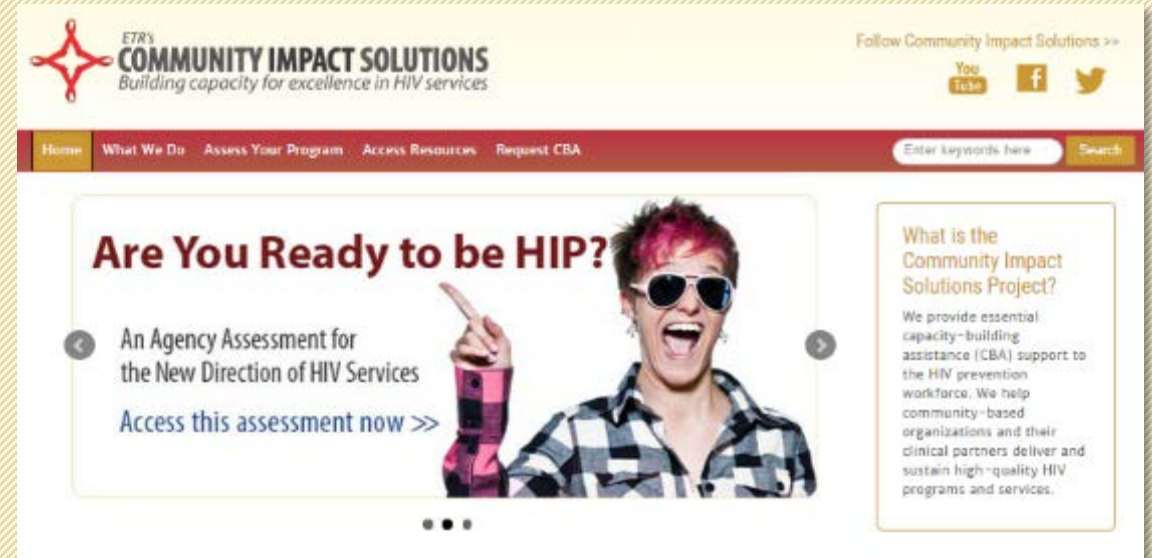 ETR's
COMMUNITY IMPACT SOLUTIONS
Building capacity for excellence in HIV services
Follow Community Impact Solutions >>
You
Tube
f
Home What We Do Assess Your Program Access Resources Request CBA
Enter keywords here Search
Are You Ready to be HIP?
An Agency Assessment for
the New Direction of HIV Services
Access this assessment now >>
What is the
Community Impact
Solutions Project?
We provide essential
capacity-building
assistance (CBA) support to
the HIV prevention
workforce. We help
community-based
organizations and their
clinical partners deliver and
sustain high-quality HIV
programs and services.